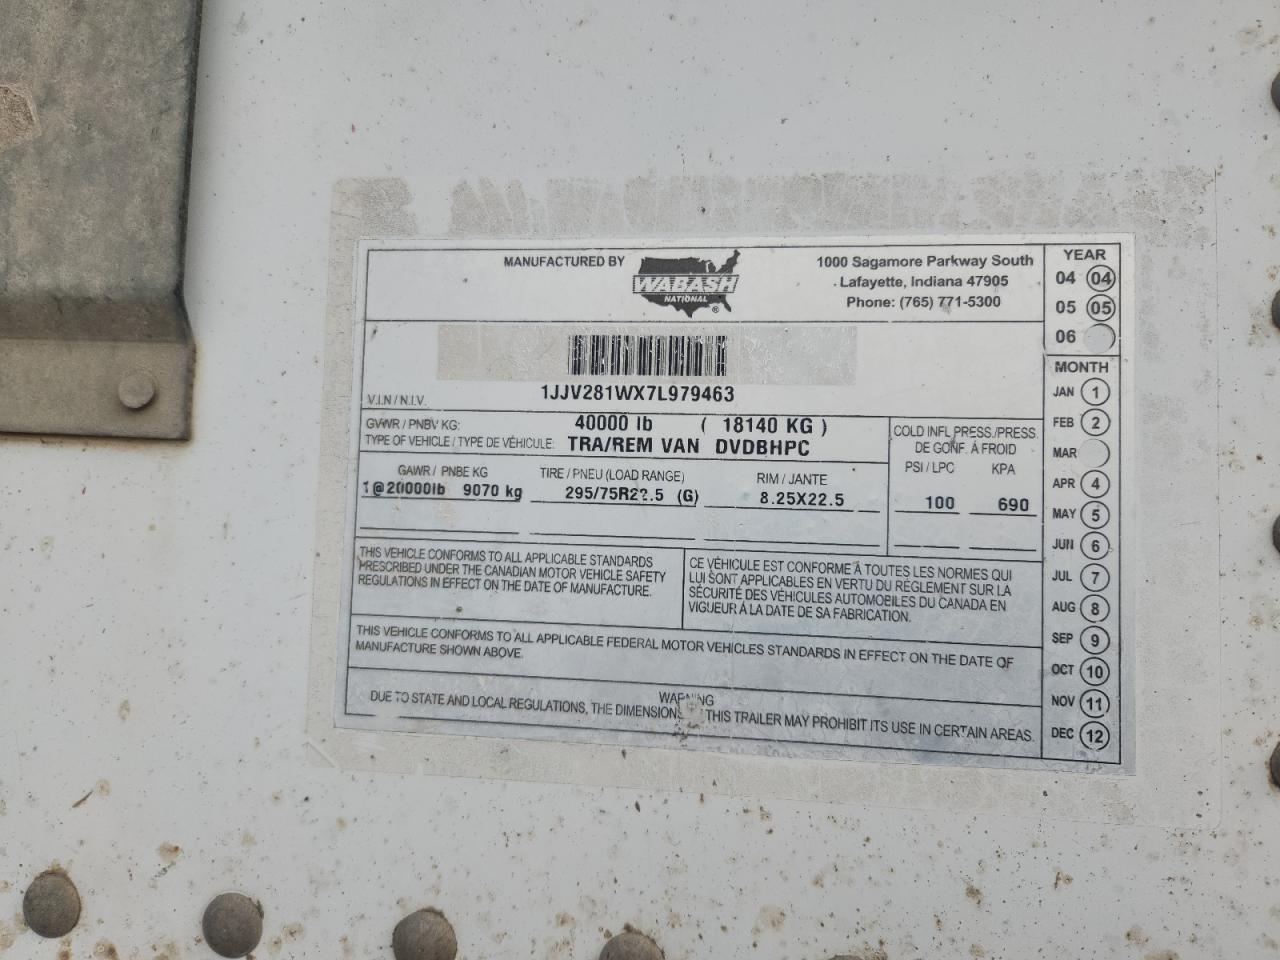 MANUFACTURED BY
WABASH
NATIONAL
®
1000 Sagamore Parkway South
Lafayette, Indiana 47905
Phone: (765) 771-5300
YEAR
04 04
05 05
06
MONTH
JAN 1
FEB 2
MAR
APR 4
MAY 5
JUN 6
JUL 7
AUG 8
SEP 9
OCT 10
NOV 11
DEC 12
V.I.N / N.I.V.
1JJV281WX7L979463
GVWR / PNBV KG: 40000 lb ( 18140 KG )
TYPE OF VEHICLE / TYPE DE VÉHICULE: TRA/REM VAN DVDBHPC
COLD INFL.PRESS./PRESS.
DE GONF. À FROID
PSI / LPC KPA
100 690
GAWR / PNBE KG TIRE / PNEU (LOAD RANGE) RIM / JANTE
1@20000lb 9070 kg 295/75R22.5 (G) 8.25X22.5
THIS VEHICLE CONFORMS TO ALL APPLICABLE STANDARDS
PRESCRIBED UNDER THE CANADIAN MOTOR VEHICLE SAFETY
REGULATIONS IN EFFECT ON THE DATE OF MANUFACTURE.
CE VÉHICULE EST CONFORME À TOUTES LES NORMES QUI
LUI SONT APPLICABLES EN VERTU DU RÈGLEMENT SUR LA
SÉCURITÉ DES VÉHICULES AUTOMOBILES DU CANADA EN
VIGUEUR À LA DATE DE SA FABRICATION.
THIS VEHICLE CONFORMS TO ALL APPLICABLE FEDERAL MOTOR VEHICLES STANDARDS IN EFFECT ON THE DATE OF
MANUFACTURE SHOWN ABOVE.
WARNING
DUE TO STATE AND LOCAL REGULATIONS, THE DIMENSIONS THIS TRAILER MAY PROHIBIT ITS USE IN CERTAIN AREAS.